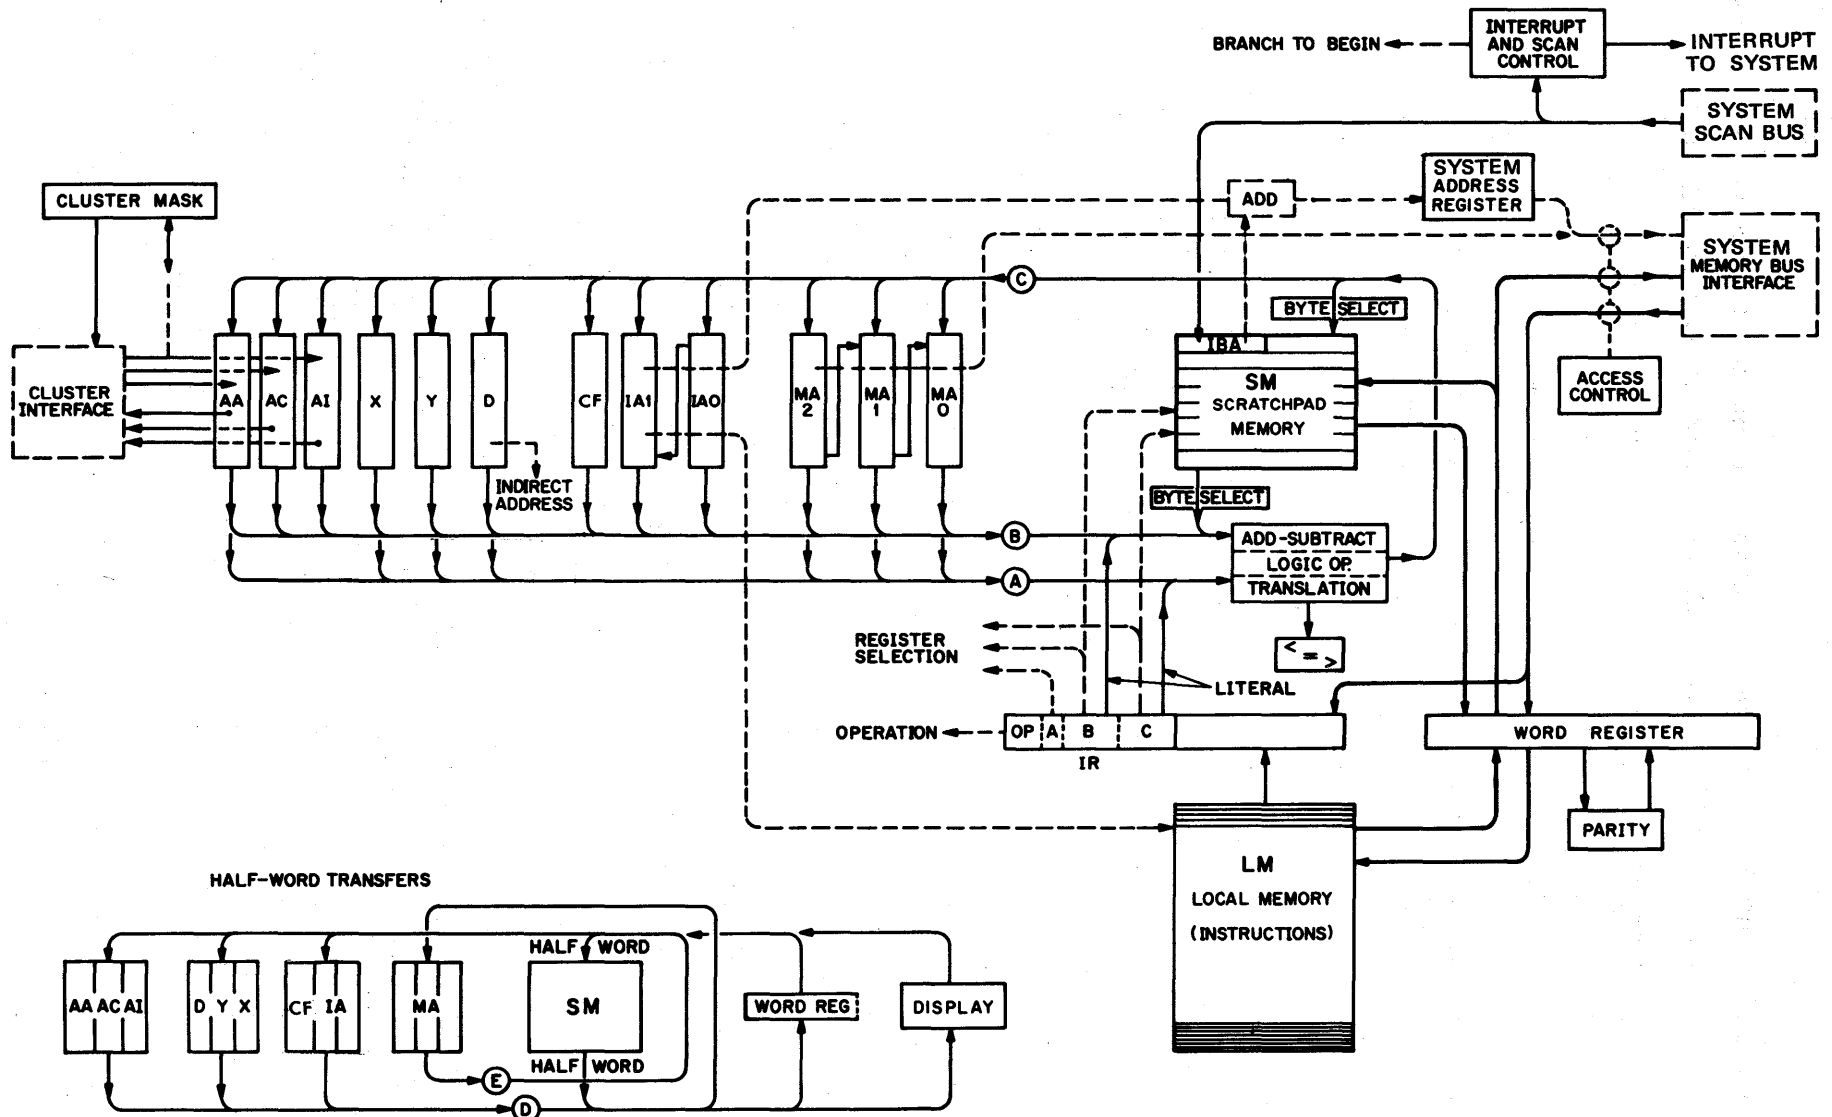 BRANCH TO BEGIN
INTERRUPT
AND SCAN
CONTROL
INTERRUPT
TO SYSTEM
SYSTEM
SCAN BUS
CLUSTER MASK
ADD
SYSTEM
ADDRESS
REGISTER
SYSTEM
MEMORY BUS
INTERFACE
C
BYTE SELECT
CLUSTER
INTERFACE
AA
AC
AI
X
Y
D
CF
IA1
IA0
MA
2
MA
1
MA
0
IBA
SM
SCRATCHPAD
MEMORY
ACCESS
CONTROL
INDIRECT
ADDRESS
BYTE SELECT
B
A
ADD-SUBTRACT
LOGIC OP.
TRANSLATION
< = >
REGISTER
SELECTION
LITERAL
OPERATION
OP A B C
IR
WORD REGISTER
PARITY
LM
LOCAL MEMORY
(INSTRUCTIONS)
HALF-WORD TRANSFERS
HALF WORD
AA AC AI
D Y X
CF IA
MA
SM
WORD REG
DISPLAY
HALF WORD
E
D